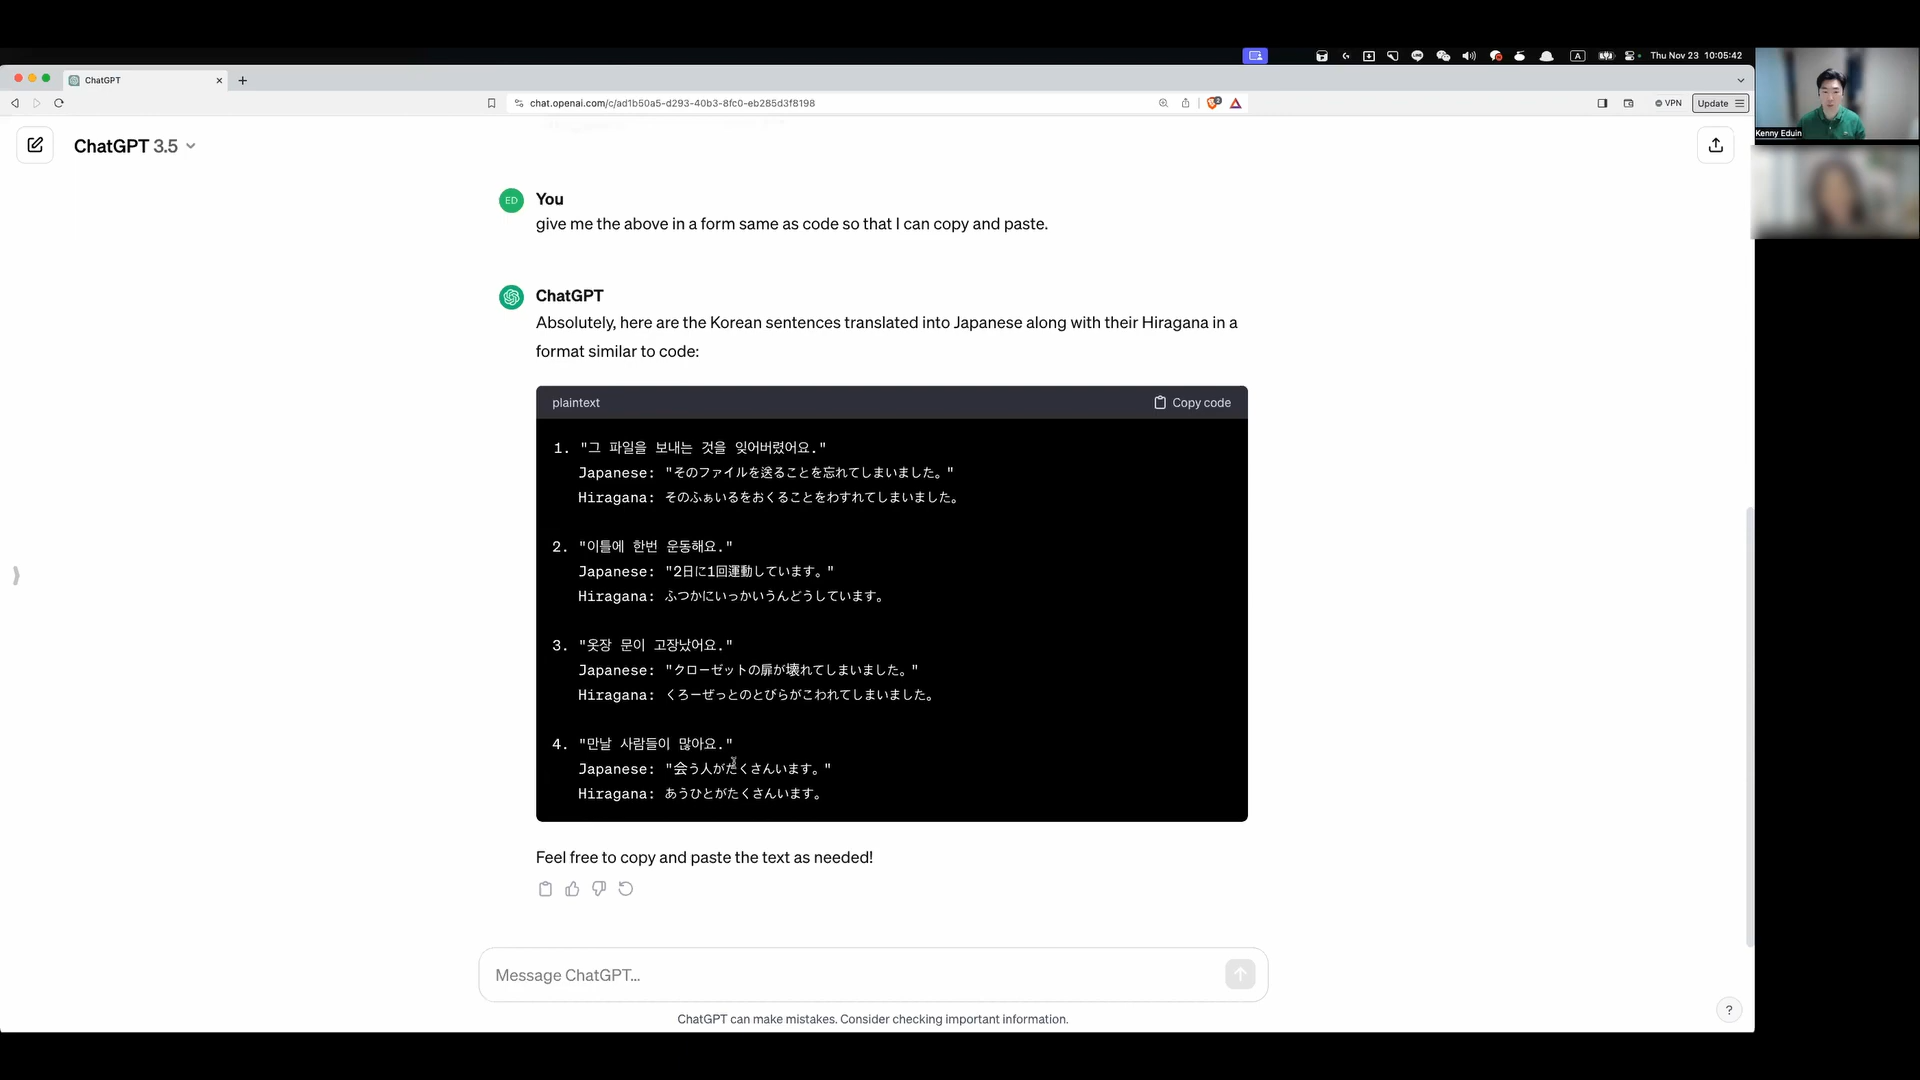 Thu Nov 23 10:05:42
ChatGPT
chat.openai.com/c/ad1b50a5-d293-40b3-8fc0-eb285d3f8198
VPN
Update
Kenny Eduin
ChatGPT 3.5
ED
You
give me the above in a form same as code so that I can copy and paste.
ChatGPT
Absolutely, here are the Korean sentences translated into Japanese along with their Hiragana in a
format similar to code:
plaintext
Copy code
1. "그 파일을 보내는 것을 잊어버렸어요."
Japanese: "そのファイルを送ることを忘れてしまいました。"
Hiragana: そのふぁいるをおくることをわすれてしまいました。
2. "이틀에 한번 운동해요."
Japanese: "2日に1回運動しています。"
Hiragana: ふつかにいっかいうんどうしています。
3. "옷장 문이 고장났어요."
Japanese: "クローゼットの扉が壊れてしまいました。"
Hiragana: くろーぜっとのとびらがこわれてしまいました。
4. "만날 사람들이 많아요."
Japanese: "会う人がたくさんいます。"
Hiragana: あうひとがたくさんいます。
Feel free to copy and paste the text as needed!
Message ChatGPT...
ChatGPT can make mistakes. Consider checking important information.
?